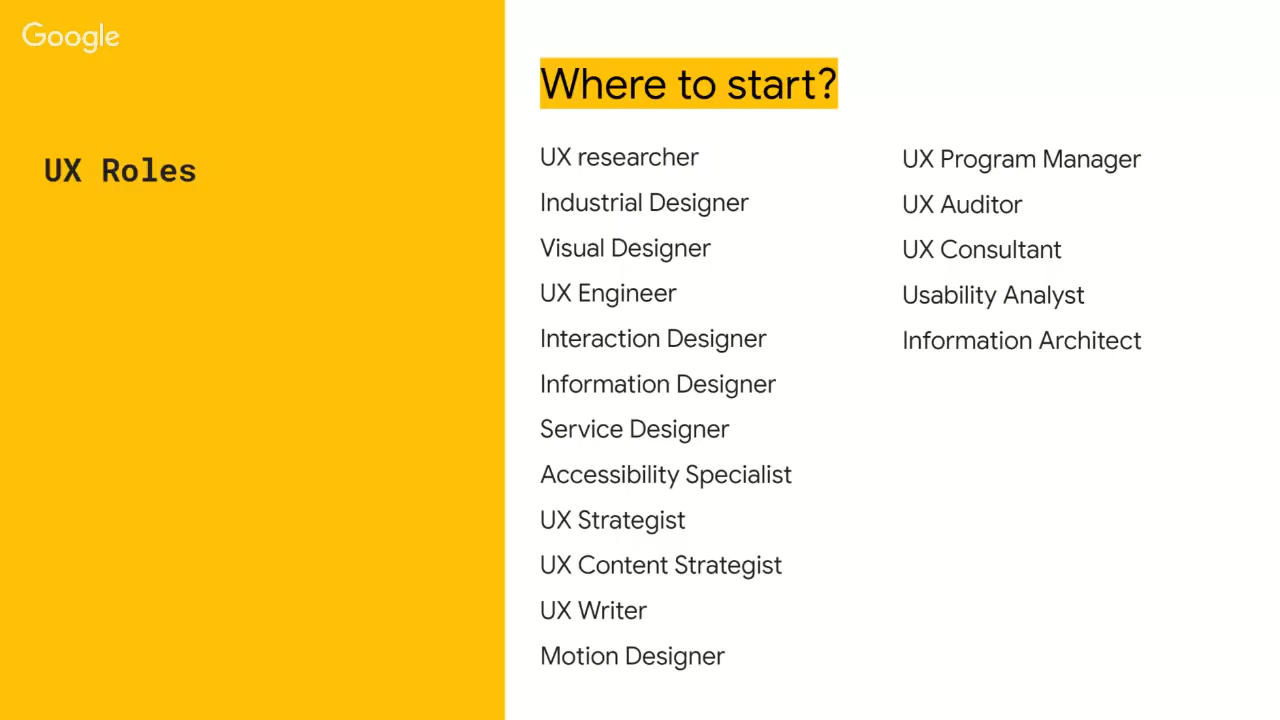 Google
UX Roles
Where to start?
UX researcher
Industrial Designer
Visual Designer
UX Engineer
Interaction Designer
Information Designer
Service Designer
Accessibility Specialist
UX Strategist
UX Content Strategist
UX Writer
Motion Designer
UX Program Manager
UX Auditor
UX Consultant
Usability Analyst
Information Architect